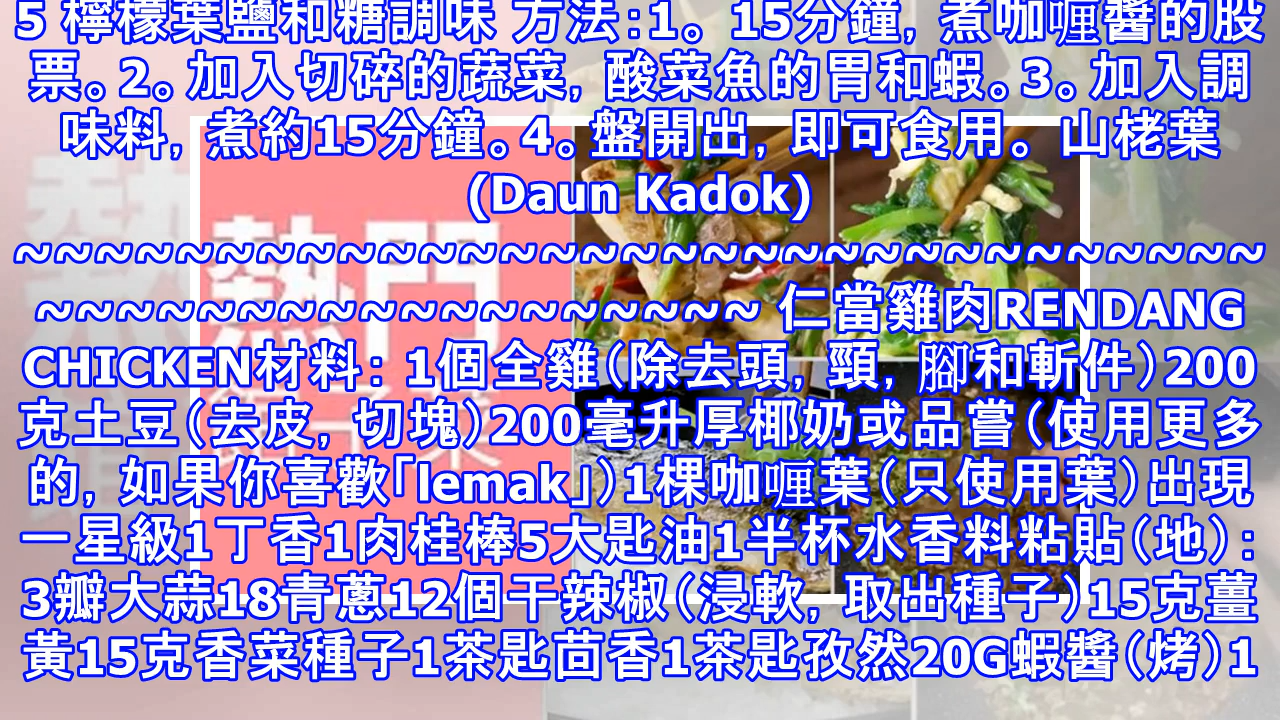 5 檸檬葉鹽和糖調味 方法：1。 15分鐘，煮咖喱醬的股
票。2。加入切碎的蔬菜，酸菜魚的胃和蝦。3。加入調
味料，煮約15分鐘。4。盤開出，即可食用。 山栳葉
(Daun Kadok)
~~~~~~~~~~~~~~~~~~~~~~~~~~~~~~~~~~~~~~~~~~~~~~
~~~~~~~~~~~~~~~~~~~~~~~~~~~ 仁當雞肉RENDANG
CHICKEN材料：1個全雞（除去頭，頸，腳和斬件）200
克土豆（去皮，切塊）200毫升厚椰奶或品嘗（使用更多
的，如果你喜歡「lemak」）1棵咖喱葉（只使用葉）出現
一星級1丁香1肉桂棒5大匙油1半杯水香料粘貼（地）：
3瓣大蒜18青蔥12個干辣椒（浸軟，取出種子）15克薑
黃15克香菜種子1茶匙茴香1茶匙孜然20G蝦醬（烤）1
熱門